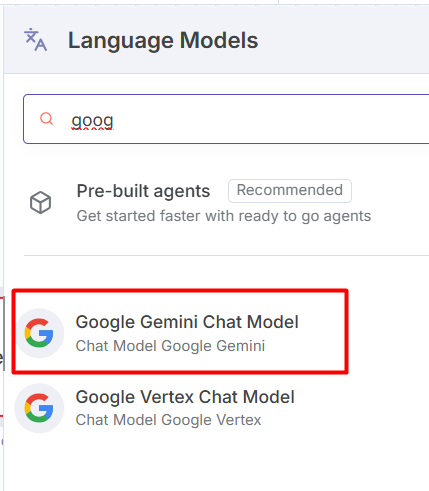 Language Models
goog
Pre-built agents Recommended
Get started faster with ready to go agents
Google Gemini Chat Model
Chat Model Google Gemini
Google Vertex Chat Model
Chat Model Google Vertex